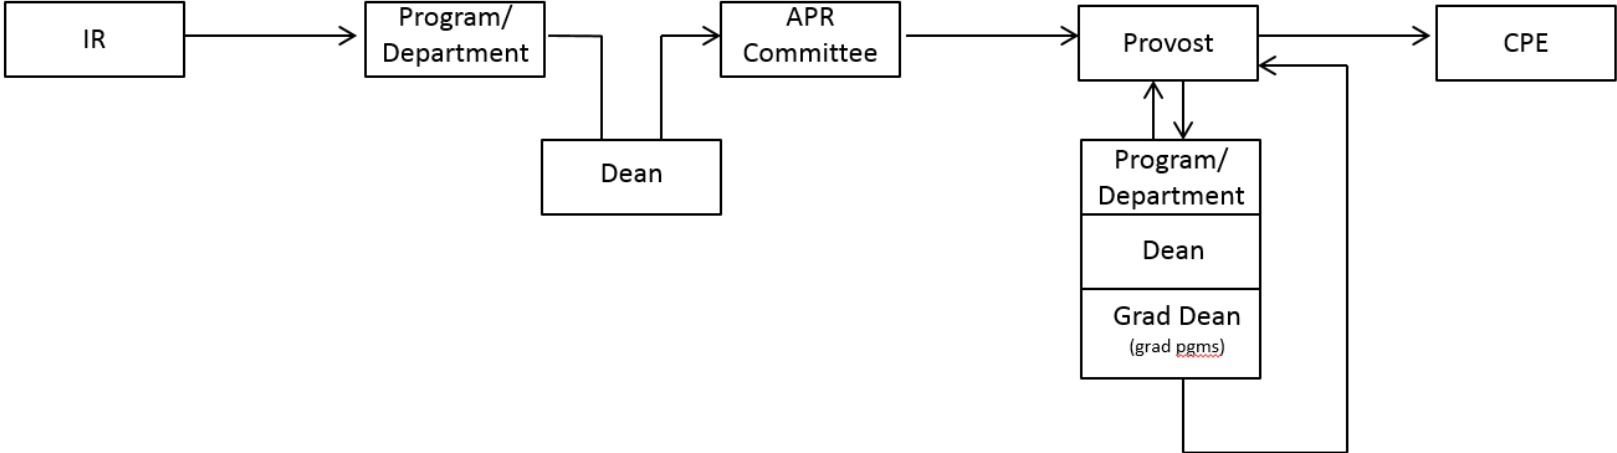 IR
Program/
Department
Dean
APR
Committee
Provost
CPE
Program/
Department
Dean
Grad Dean
(grad pgms)